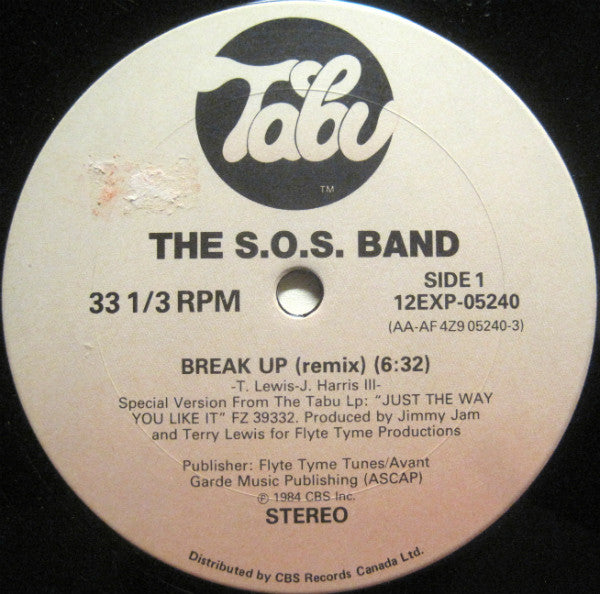 Tabu
TM
THE S.O.S. BAND
33 1/3 RPM
SIDE 1
12EXP-05240
(AA-AF 4Z9 05240-3)
BREAK UP (remix) (6:32)
-T. Lewis-J. Harris III-
Special Version From The Tabu Lp: “JUST THE WAY
YOU LIKE IT” FZ 39332. Produced by Jimmy Jam
and Terry Lewis for Flyte Tyme Productions
Publisher: Flyte Tyme Tunes/Avant
Garde Music Publishing (ASCAP)
℗ 1984 CBS Inc.
STEREO
Distributed by CBS Records Canada Ltd.